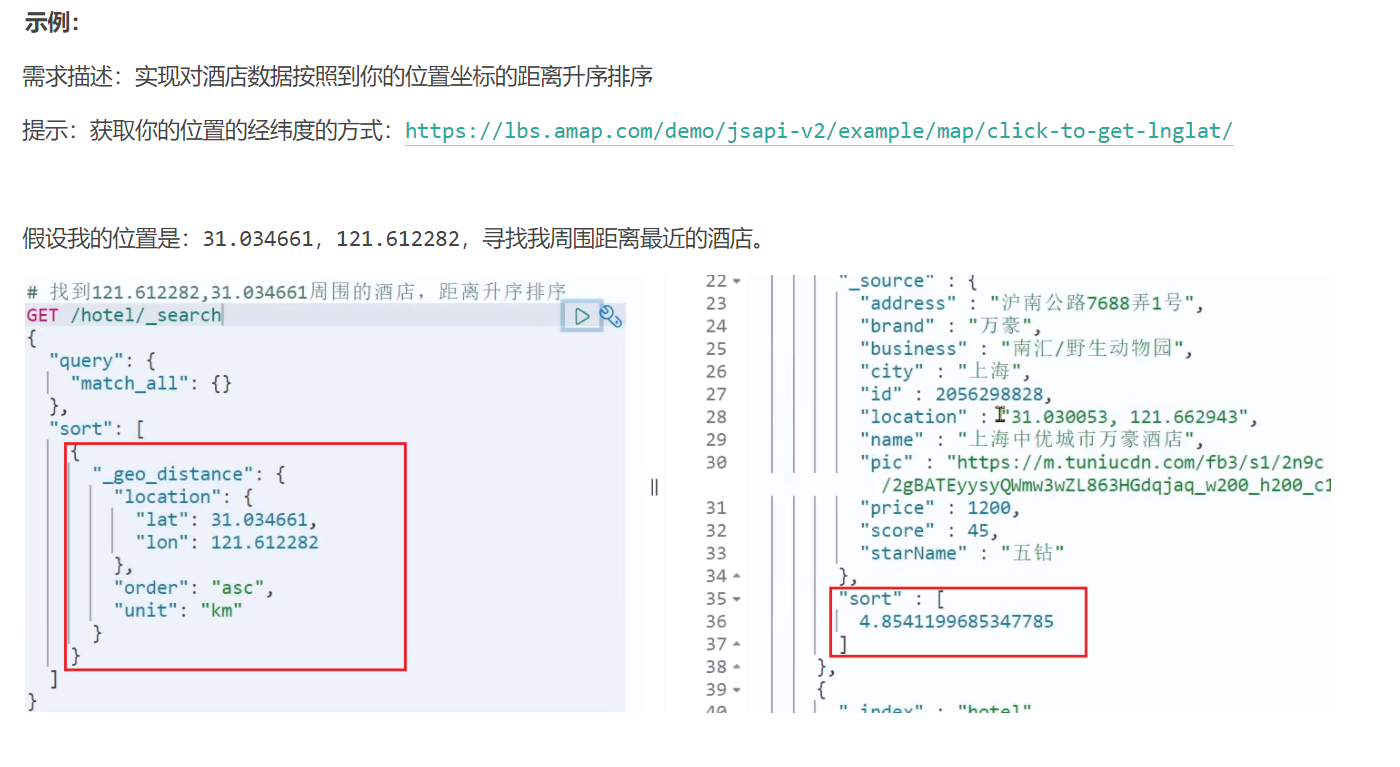 示例：
需求描述：实现对酒店数据按照到你的位置坐标的距离升序排序
提示：获取你的位置的经纬度的方式：https://lbs.amap.com/demo/jsapi-v2/example/map/click-to-get-lnglat/
假设我的位置是：31.034661，121.612282，寻找我周围距离最近的酒店。
# 找到121.612282,31.034661周围的酒店，距离升序排序
GET /hotel/_search
{
"query": {
"match_all": {}
},
"sort": [
{
"_geo_distance": {
"location": {
"lat": 31.034661,
"lon": 121.612282
},
"order": "asc",
"unit": "km"
}
}
]
}
22 "_source" : {
23 "address" : "沪南公路7688弄1号",
24 "brand" : "万豪",
25 "business" : "南汇/野生动物园",
26 "city" : "上海",
27 "id" : 2056298828,
28 "location" : "31.030053, 121.662943",
29 "name" : "上海中优城市万豪酒店",
30 "pic" : "https://m.tuniucdn.com/fb3/s1/2n9c
/2gBATEyysyQWmw3wZL863HGdqjaq_w200_h200_c1
31 "price" : 1200,
32 "score" : 45,
33 "starName" : "五钻"
34 },
35 "sort" : [
36 4.8541199685347785
37 ]
38 },
39 {
40 "_index" : "hotel"